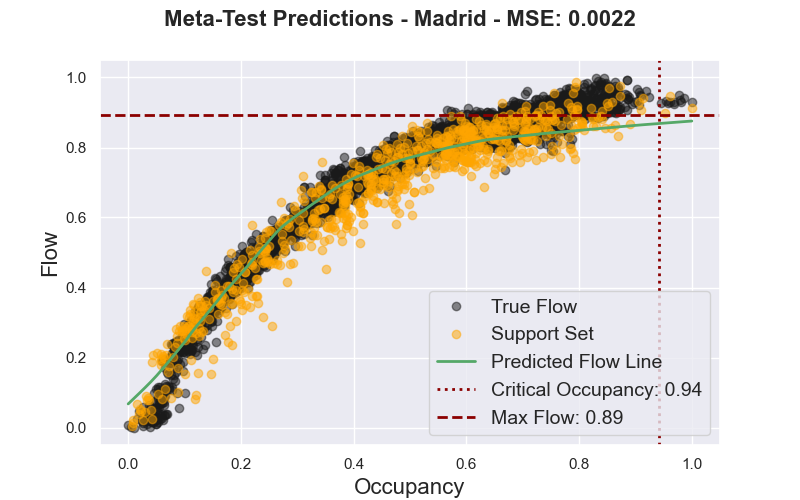 Meta-Test Predictions - Madrid - MSE: 0.0022
Flow
1.0
0.8
0.6
0.4
0.2
0.0
0.0 0.2 0.4 0.6 0.8 1.0
Occupancy
True Flow
Support Set
Predicted Flow Line
Critical Occupancy: 0.94
Max Flow: 0.89